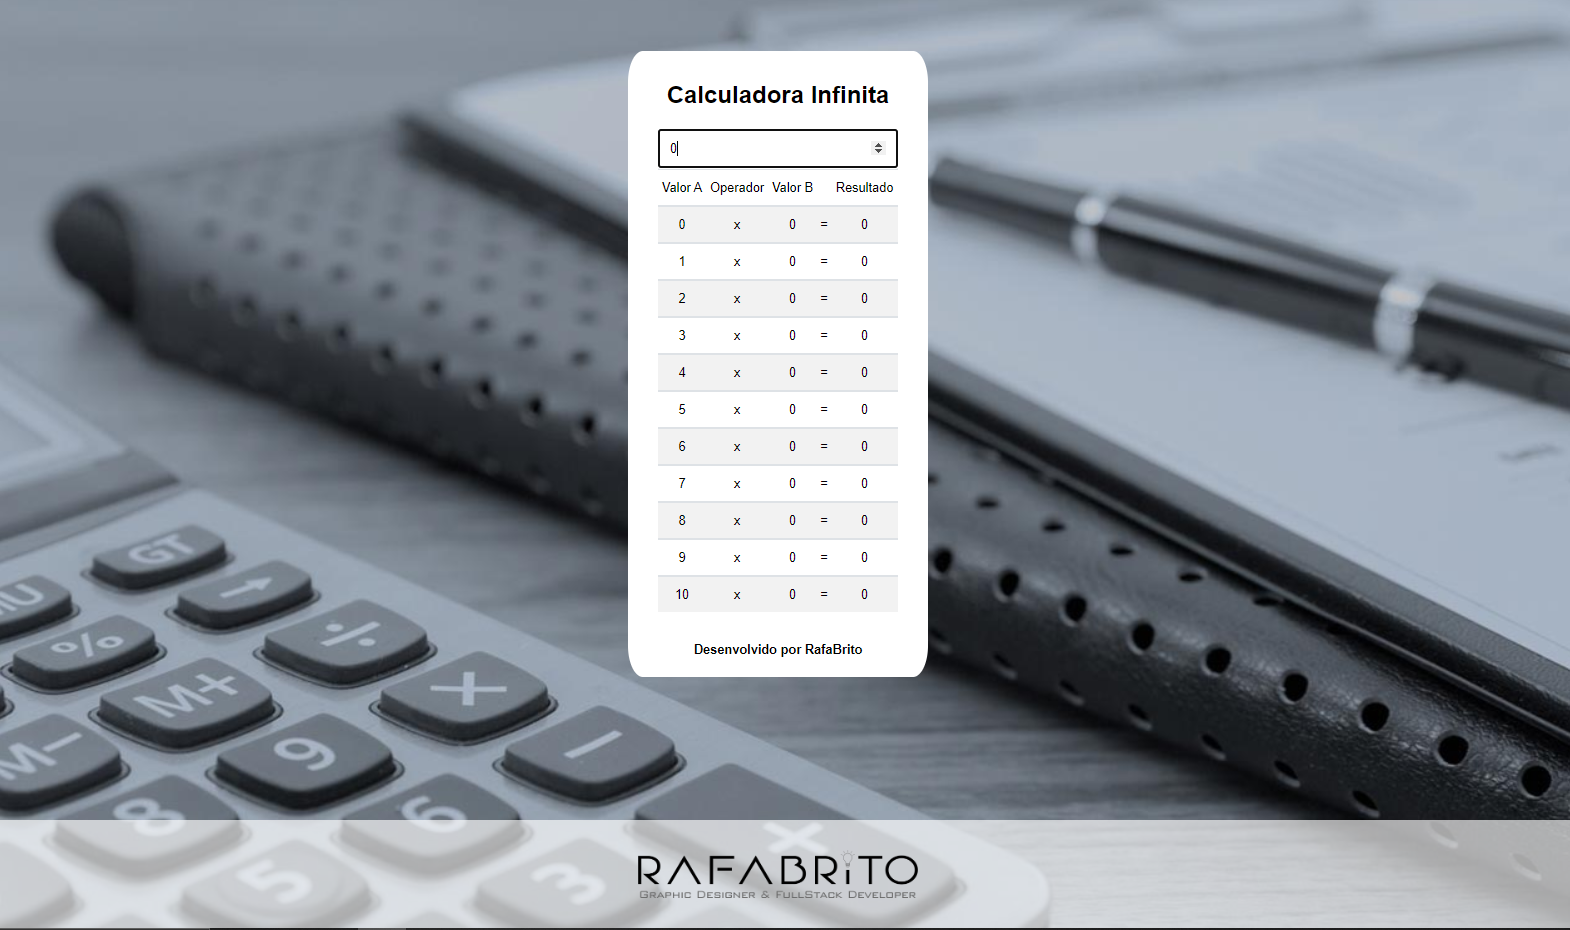 Calculadora Infinita
0
Valor A Operador Valor B Resultado
0 x 0 = 0
1 x 0 = 0
2 x 0 = 0
3 x 0 = 0
4 x 0 = 0
5 x 0 = 0
6 x 0 = 0
7 x 0 = 0
8 x 0 = 0
9 x 0 = 0
10 x 0 = 0
Desenvolvido por RafaBrito
GT
MU
%
÷
M+
×
M−
9
−
8
6
+
5
3
RAFABRiTO
Graphic Designer & FullStack Developer